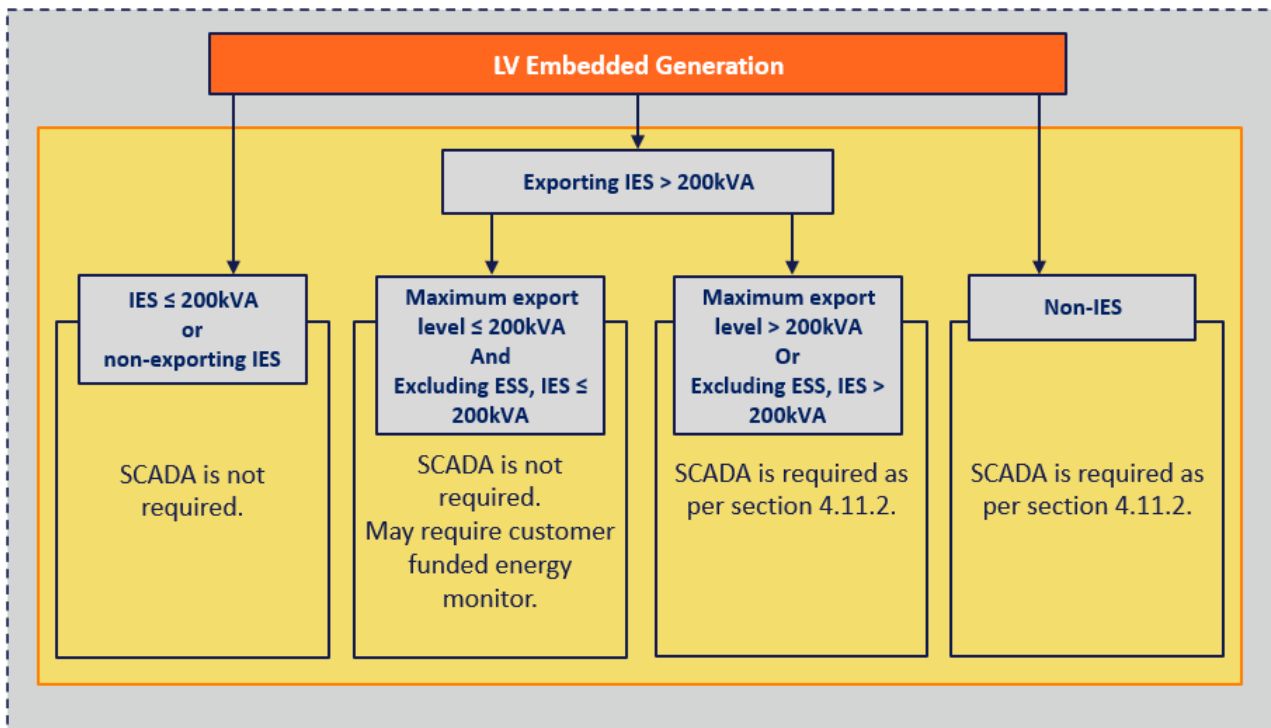 LV Embedded Generation
Exporting IES > 200kVA
IES ≤ 200kVA
or
non-exporting IES
SCADA is not
required.
Maximum export
level ≤ 200kVA
And
Excluding ESS, IES ≤
200kVA
SCADA is not
required.
May require customer
funded energy
monitor.
Maximum export
level > 200kVA
Or
Excluding ESS, IES >
200kVA
SCADA is required as
per section 4.11.2.
Non-IES
SCADA is required as
per section 4.11.2.